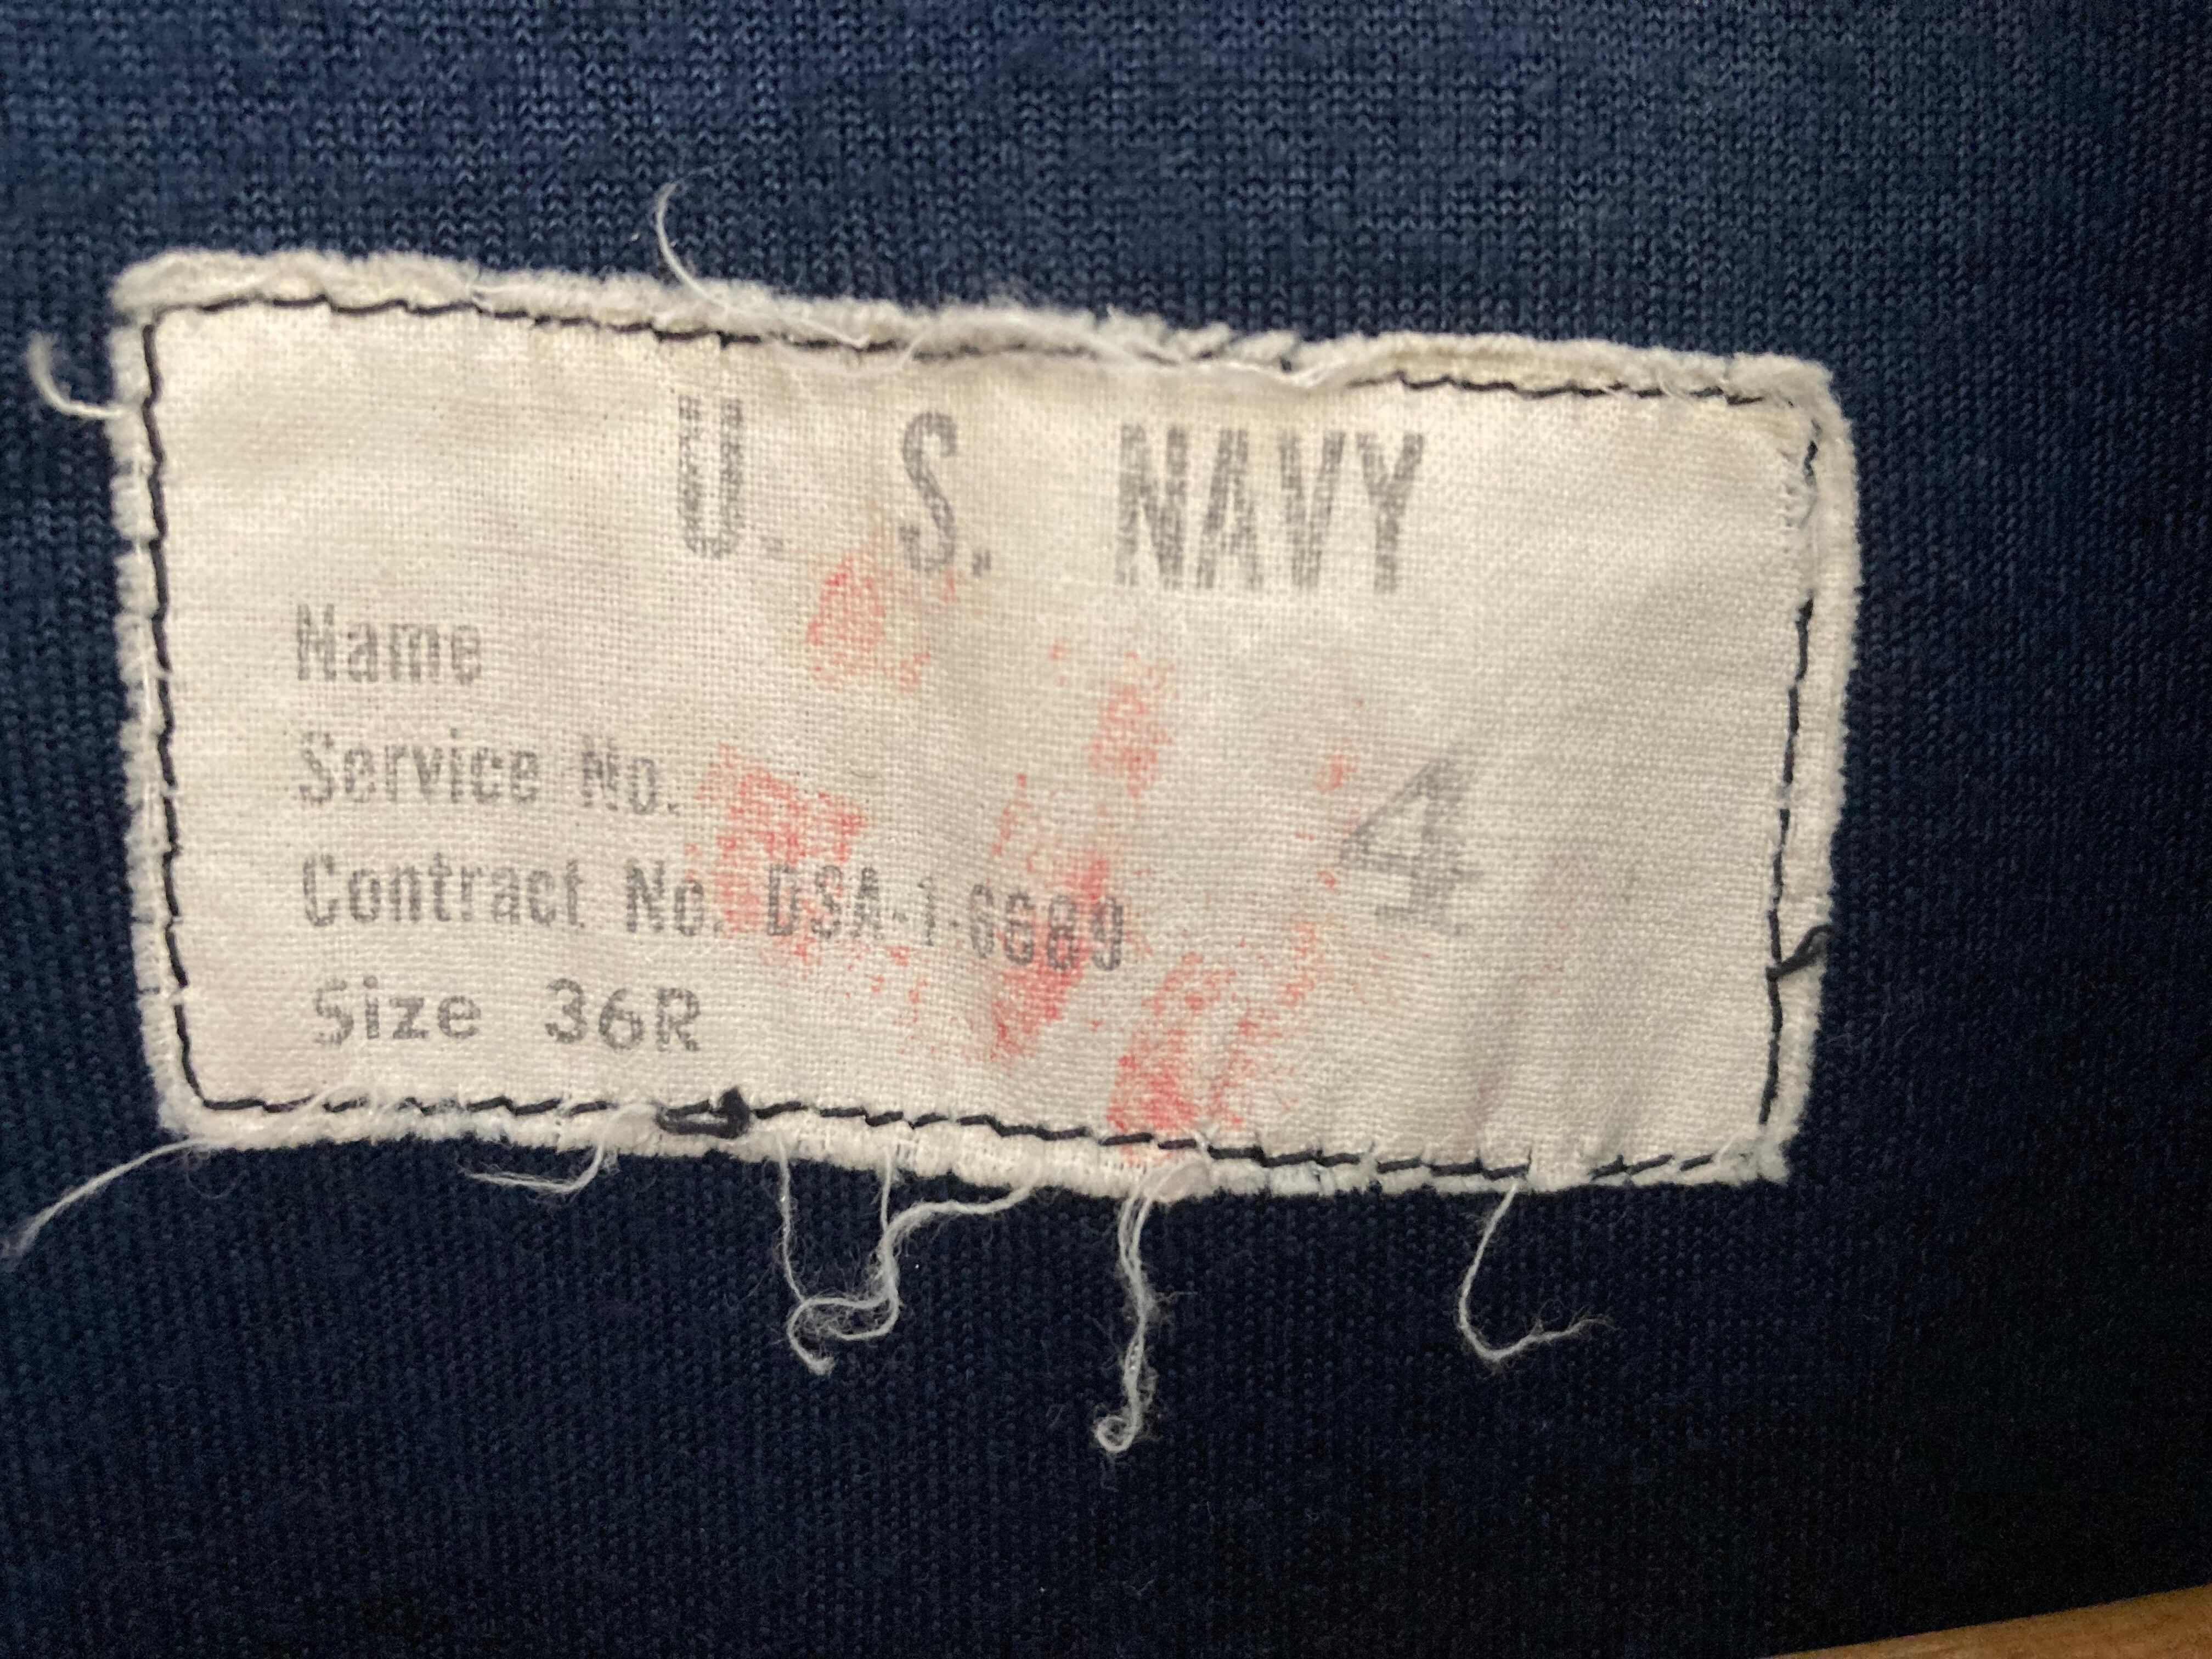 U. S. NAVY
Name
Service No.
4
Contract No. DSA-1-6689
Size 36R